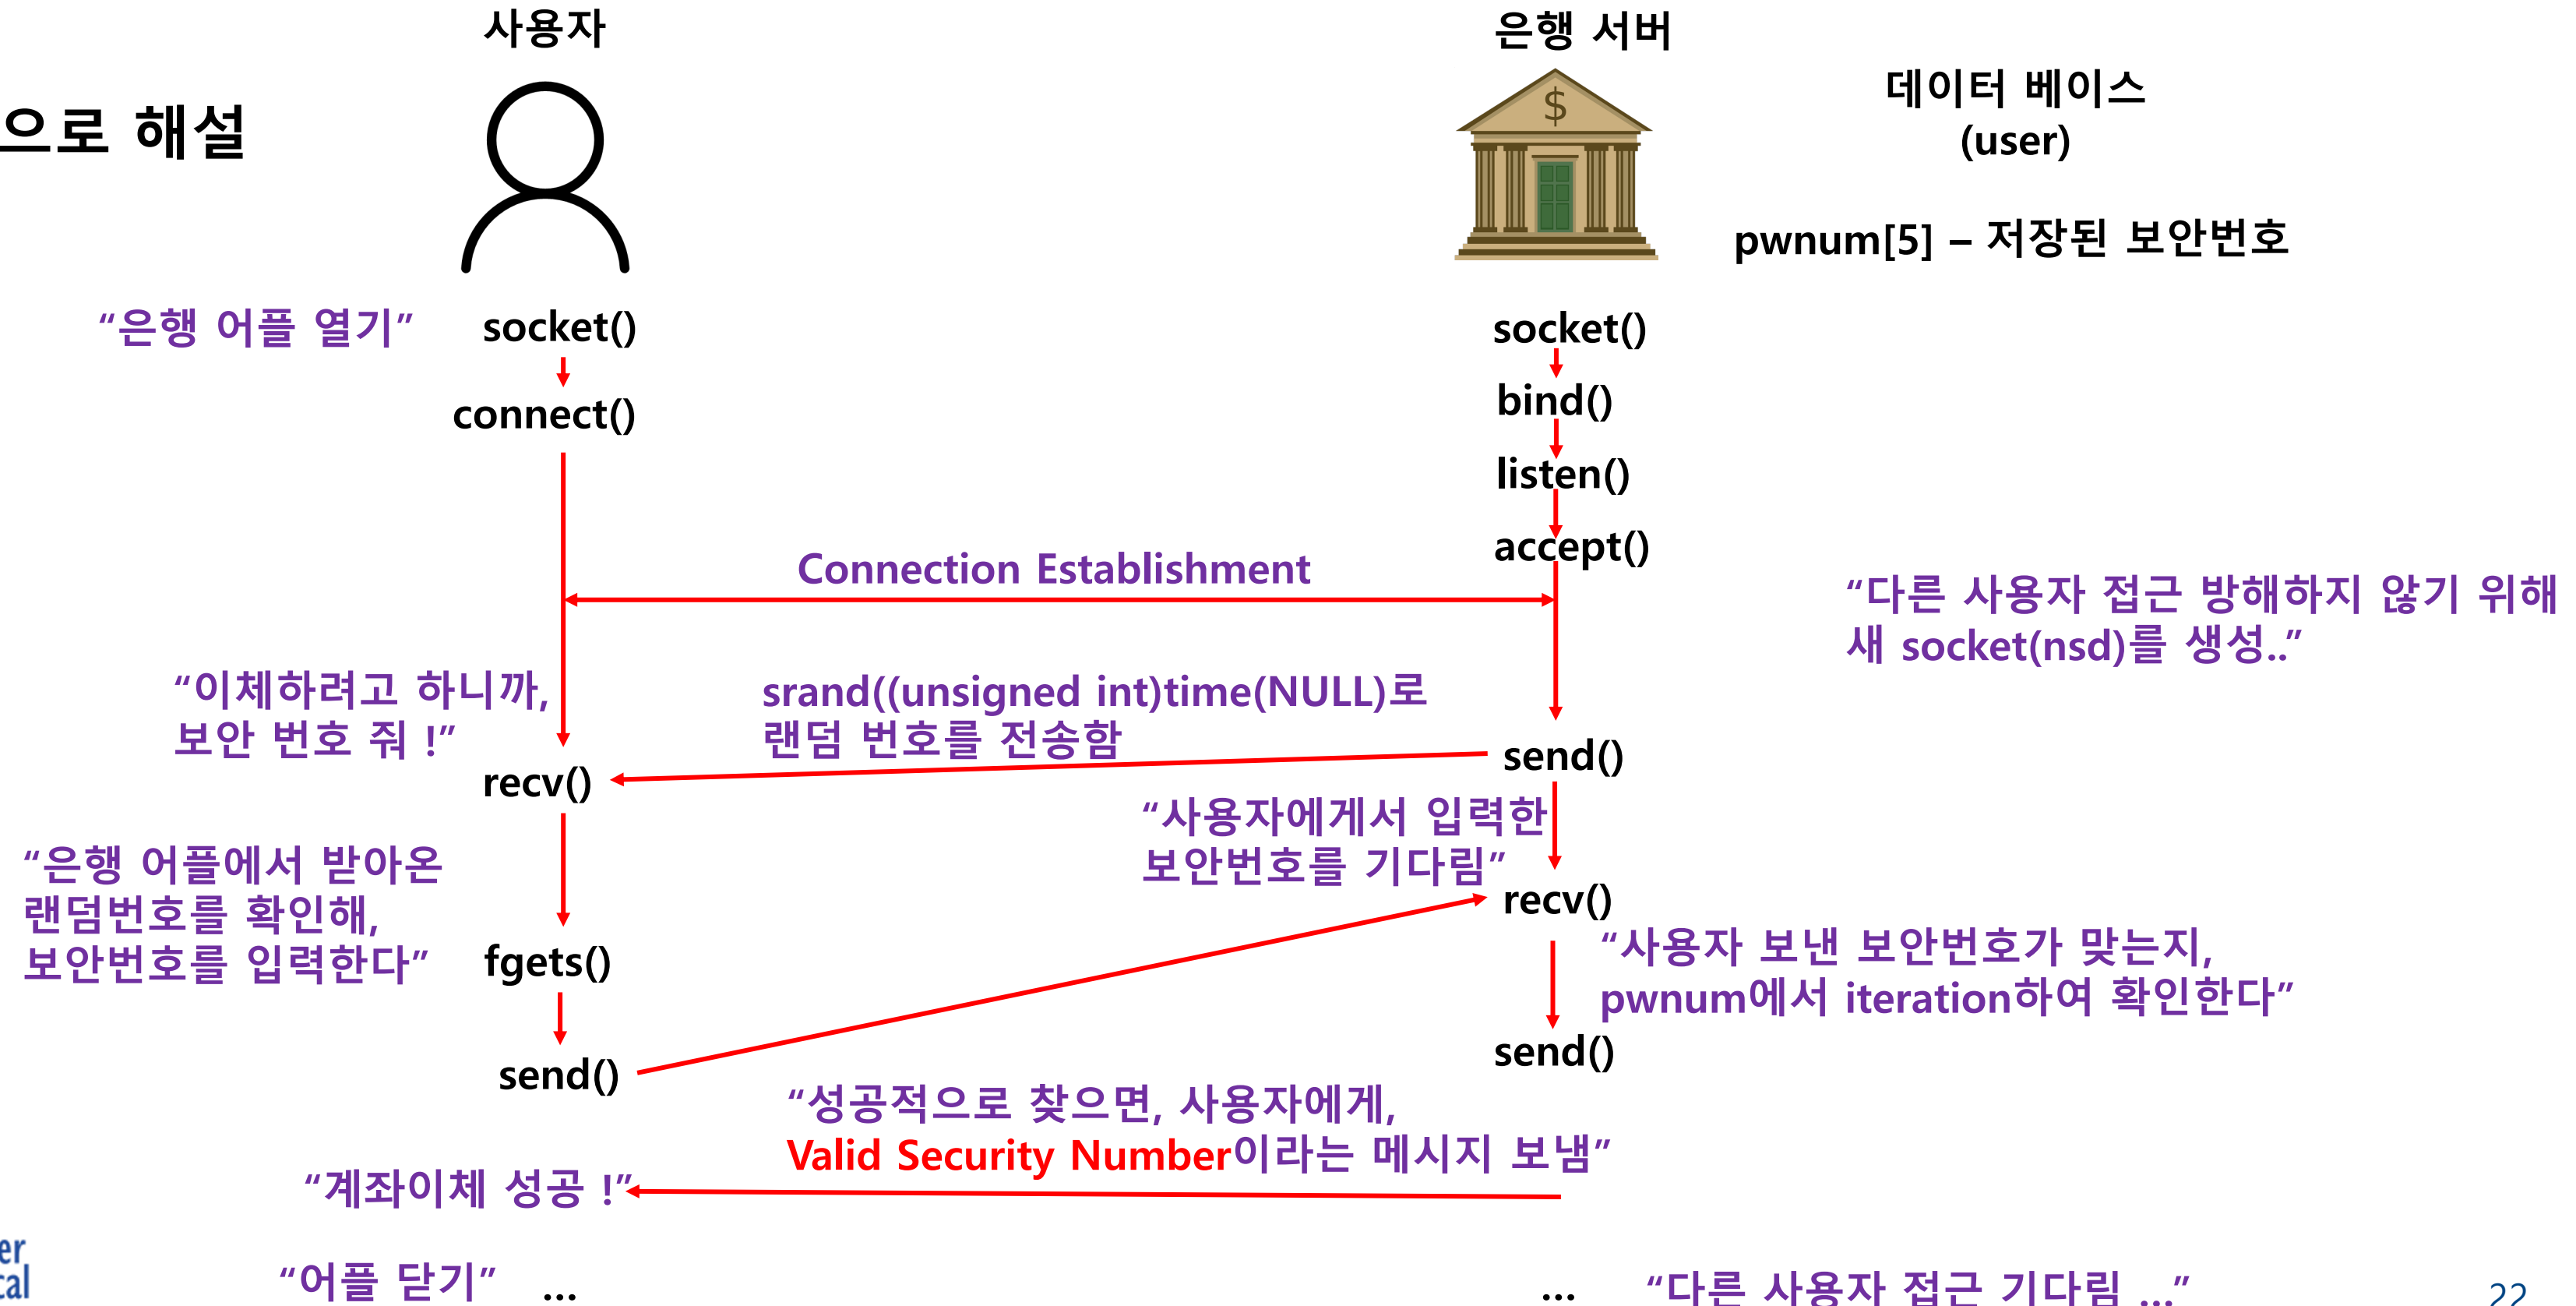 사용자
은행 서버
$
데이터 베이스
(user)
으로 해설
pwnum[5] – 저장된 보안번호
“은행 어플 열기”
socket()
connect()
socket()
bind()
listen()
accept()
Connection Establishment
“다른 사용자 접근 방해하지 않기 위해
새 socket(nsd)를 생성..”
“이체하려고 하니까,
보안 번호 줘 !”
srand((unsigned int)time(NULL)로
랜덤 번호를 전송함
send()
recv()
“사용자에게서 입력한
보안번호를 기다림”
“은행 어플에서 받아온
랜덤번호를 확인해,
보안번호를 입력한다”
recv()
fgets()
“사용자 보낸 보안번호가 맞는지,
pwnum에서 iteration하여 확인한다”
send()
send()
“성공적으로 찾으면, 사용자에게,
Valid Security Number이라는 메시지 보냄”
“계좌이체 성공 !”
er
cal
“어플 닫기”
...
...
“다른 사용자 접근 기다림 ...”
22